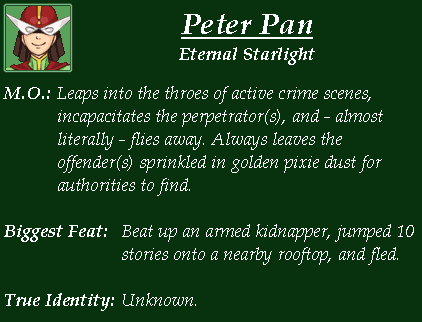 Peter Pan
Eternal Starlight
M.O.: Leaps into the throes of active crime scenes,
incapacitates the perpetrator(s), and - almost
literally - flies away. Always leaves the
offender(s) sprinkled in golden pixie dust for
authorities to find.
Biggest Feat: Beat up an armed kidnapper, jumped 10
stories onto a nearby rooftop, and fled.
True Identity: Unknown.